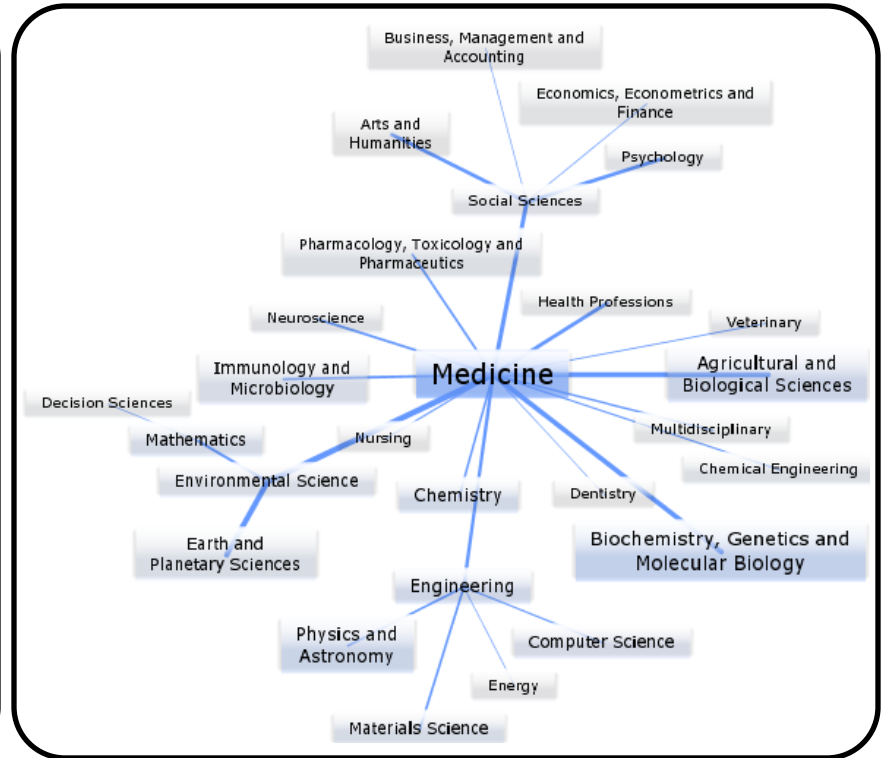 Business, Management and
Accounting
Economics, Econometrics and
Finance
Arts and
Humanities
Psychology
Social Sciences
Pharmacology, Toxicology and
Pharmaceutics
Health Professions
Neuroscience
Veterinary
Immunology and
Microbiology
Medicine
Agricultural and
Biological Sciences
Decision Sciences
Mathematics
Nursing
Multidisciplinary
Environmental Science
Chemical Engineering
Chemistry
Dentistry
Earth and
Planetary Sciences
Biochemistry, Genetics and
Molecular Biology
Engineering
Physics and
Astronomy
Computer Science
Energy
Materials Science